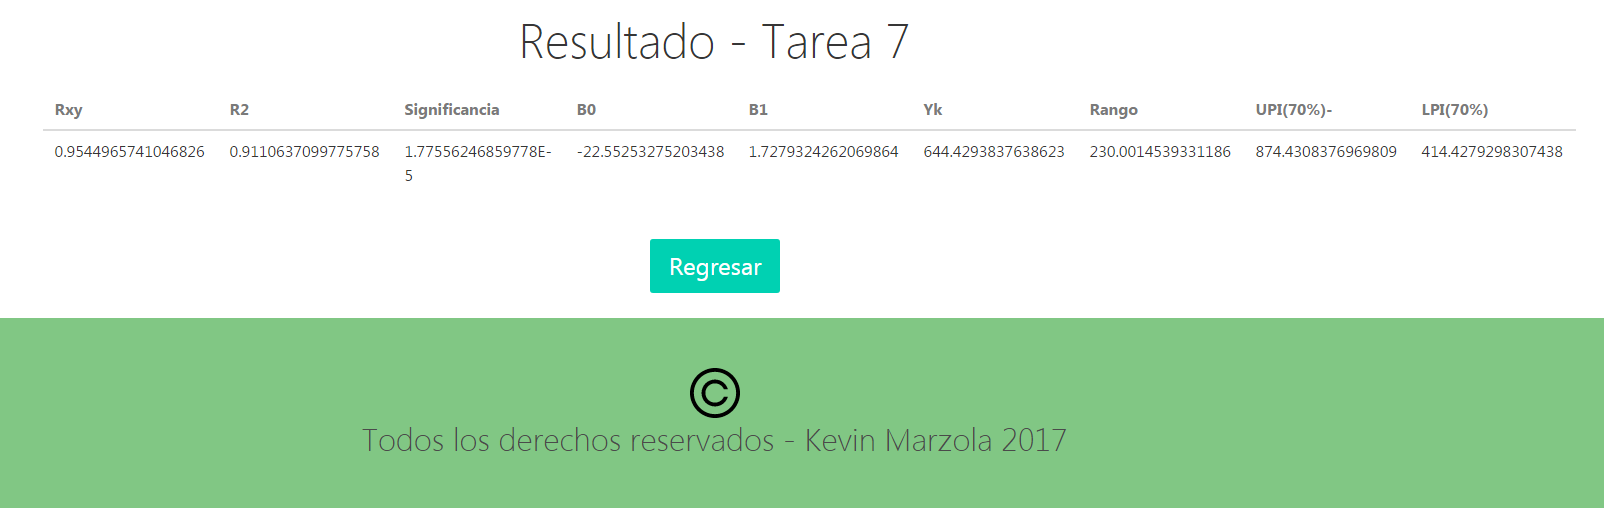 Resultado - Tarea 7
Rxy R2 Significancia B0 B1 Yk Rango UPI(70%)- LPI(70%)
0.9544965741046826 0.9110637099775758 1.77556246859778E- -22.55253275203438 1.7279324262069864 644.4293837638623 230.0014539331186 874.4308376969809 414.4279298307438
5
Regresar
©
Todos los derechos reservados - Kevin Marzola 2017